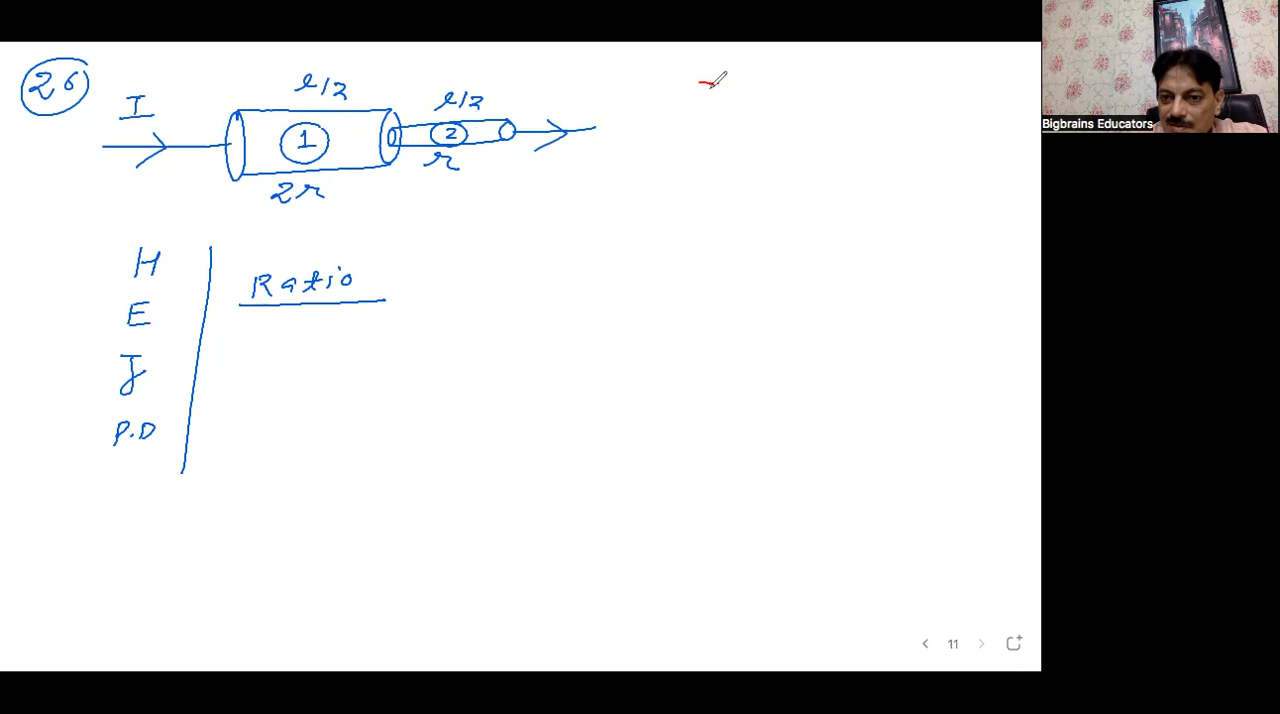 26
I
l/2
l/2
1
2
2r
r
H
Ratio
E
J
P.D
Bigbrains Educators
11